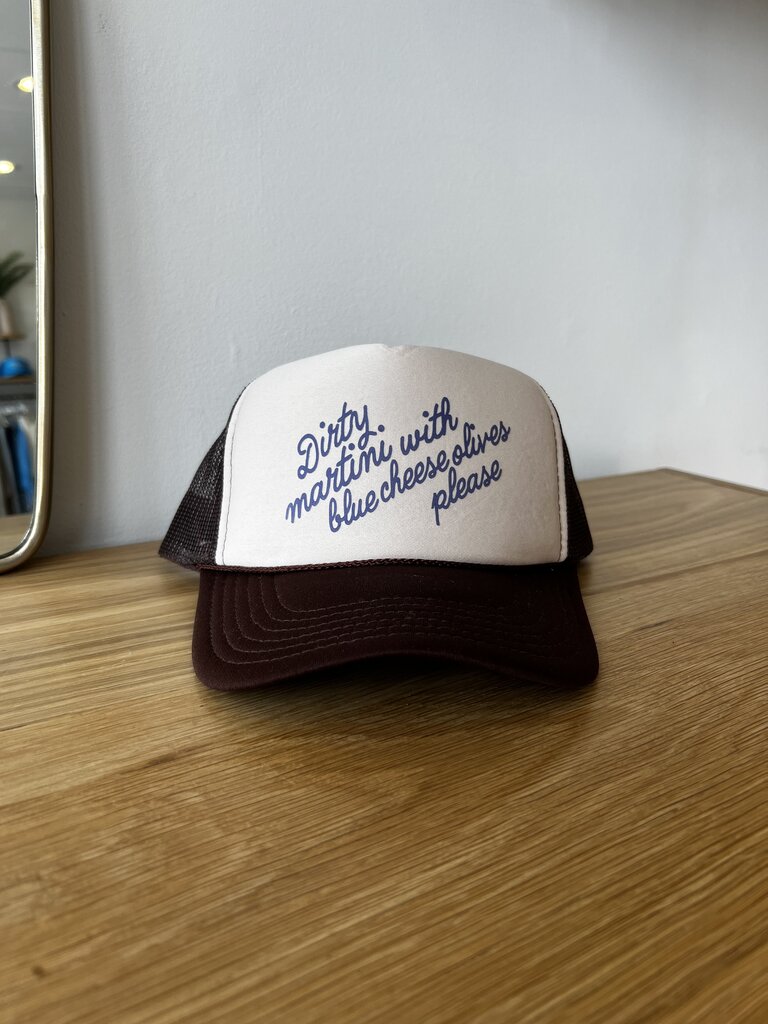 Dirty
martini with
blue cheese olives
please